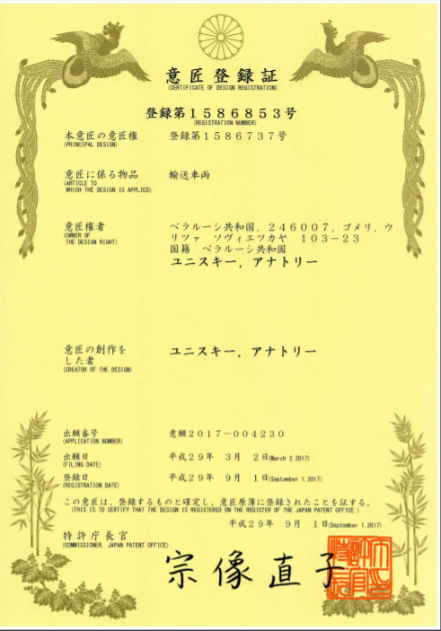 意匠登録証
(CERTIFICATE OF DESIGN REGISTRATION)
登録第1586853号
(REGISTRATION NUMBER)
本意匠の意匠権 登録第1586737号
(PRINCIPAL DESIGN)
意匠に係る物品 輸送車両
(ARTICLE TO
WHICH THE DESIGN IS APPLIED)
意匠権者 ベラルーシ共和国,246007,ゴメリ,ウ
(OWNER OF
THE DESIGN RIGHT)
リツァ ソヴィエツカヤ 103-23
国籍 ベラルーシ共和国
ユニスキー,アナトリー
意匠の創作を
した者 ユニスキー,アナトリー
(CREATOR OF THE DESIGN)
出願番号 意願2017-004230
(APPLICATION NUMBER)
出願日 平成29年 3月 2日(March 2,2017)
(FILING DATE)
登録日 平成29年 9月 1日(September 1,2017)
(REGISTRATION DATE)
この意匠は、登録するものと確定し、意匠原簿に登録されたことを証する。
(THIS IS TO CERTIFY THAT THE DESIGN IS REGISTERED ON THE REGISTER OF THE JAPAN PATENT OFFICE.)
平成29年 9月 1日(September 1,2017)
特許庁長官
(COMMISSIONER, JAPAN PATENT OFFICE)
宗像直子